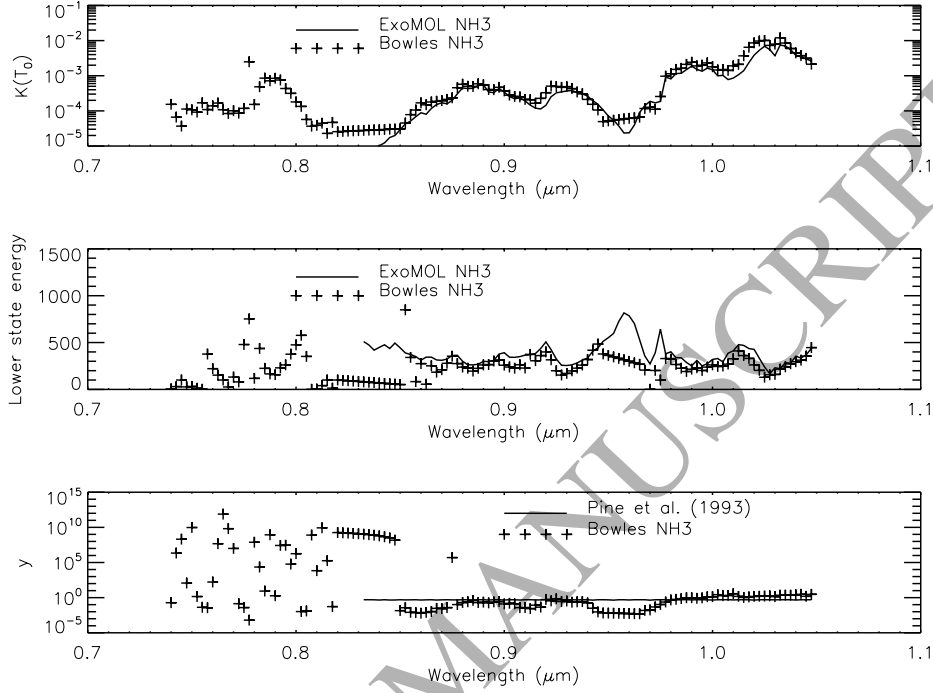 ExoMOL NH3
Bowles NH3
K(T₀)
10⁻¹
10⁻²
10⁻³
10⁻⁴
10⁻⁵
0.7 0.8 0.9 1.0 1.1
Wavelength (μm)
ExoMOL NH3
Bowles NH3
Lower state energy
1500
1000
500
0
0.7 0.8 0.9 1.0 1.1
Wavelength (μm)
Pine et al. (1993)
Bowles NH3
y
10¹⁵
10¹⁰
10⁵
10⁰
10⁻⁵
0.7 0.8 0.9 1.0 1.1
Wavelength (μm)
MANUSCRIPT